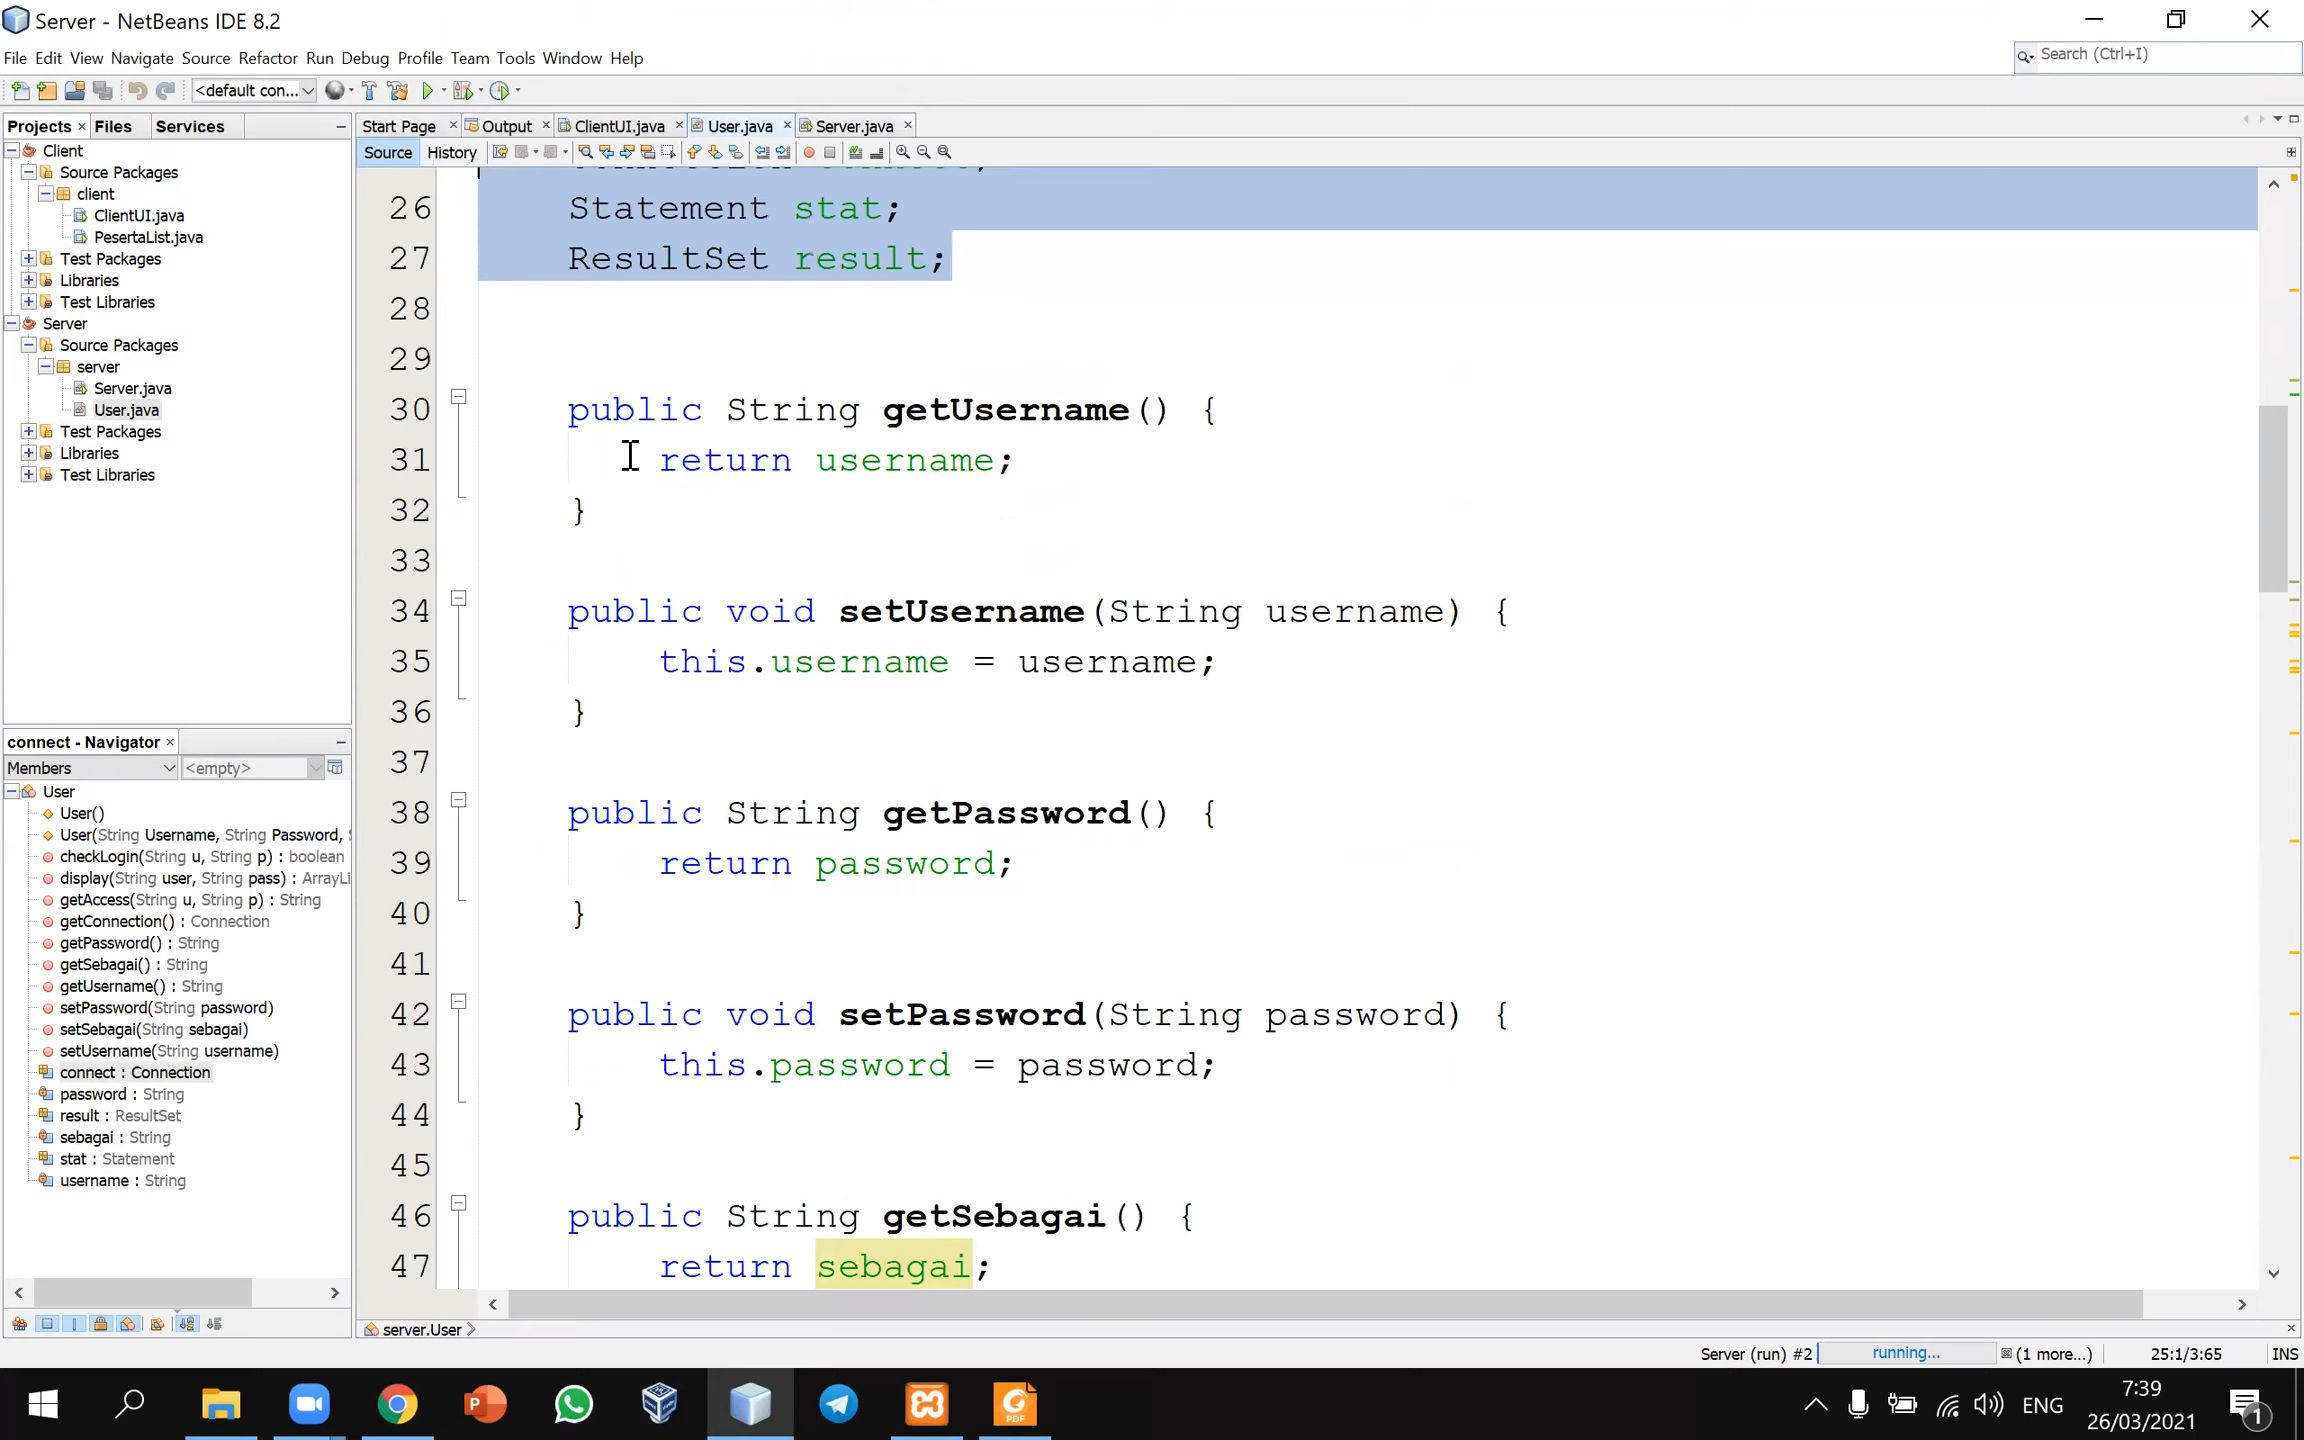 Server - NetBeans IDE 8.2
File Edit View Navigate Source Refactor Run Debug Profile Team Tools Window Help
Search (Ctrl+I)
<default con...
Projects Files Services
Start Page Output ClientUI.java User.java Server.java
Source History
Client
Source Packages
client
ClientUI.java
PesertaList.java
Test Packages
Libraries
Test Libraries
Server
Source Packages
server
Server.java
User.java
Test Packages
Libraries
Test Libraries
26 Statement stat;
27 ResultSet result;
28
29
30 public String getUsername() {
31 return username;
32 }
33
34 public void setUsername(String username) {
35 this.username = username;
36 }
37
38 public String getPassword() {
39 return password;
40 }
41
42 public void setPassword(String password) {
43 this.password = password;
44 }
45
46 public String getSebagai() {
47 return sebagai;
connect - Navigator
Members <empty>
User
User()
User(String Username, String Password,
checkLogin(String u, String p) : boolean
display(String user, String pass) : ArrayLi
getAccess(String u, String p) : String
getConnection() : Connection
getPassword() : String
getSebagai() : String
getUsername() : String
setPassword(String password)
setSebagai(String sebagai)
setUsername(String username)
connect : Connection
password : String
result : ResultSet
sebagai : String
stat : Statement
username : String
server.User
Server (run) #2 running... (1 more...) 25:1/3:65 INS
ENG
7:39
26/03/2021
1